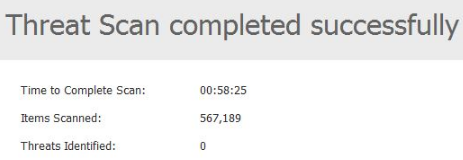 Threat Scan completed successfully
Time to Complete Scan: 00:58:25
Items Scanned: 567,189
Threats Identified: 0